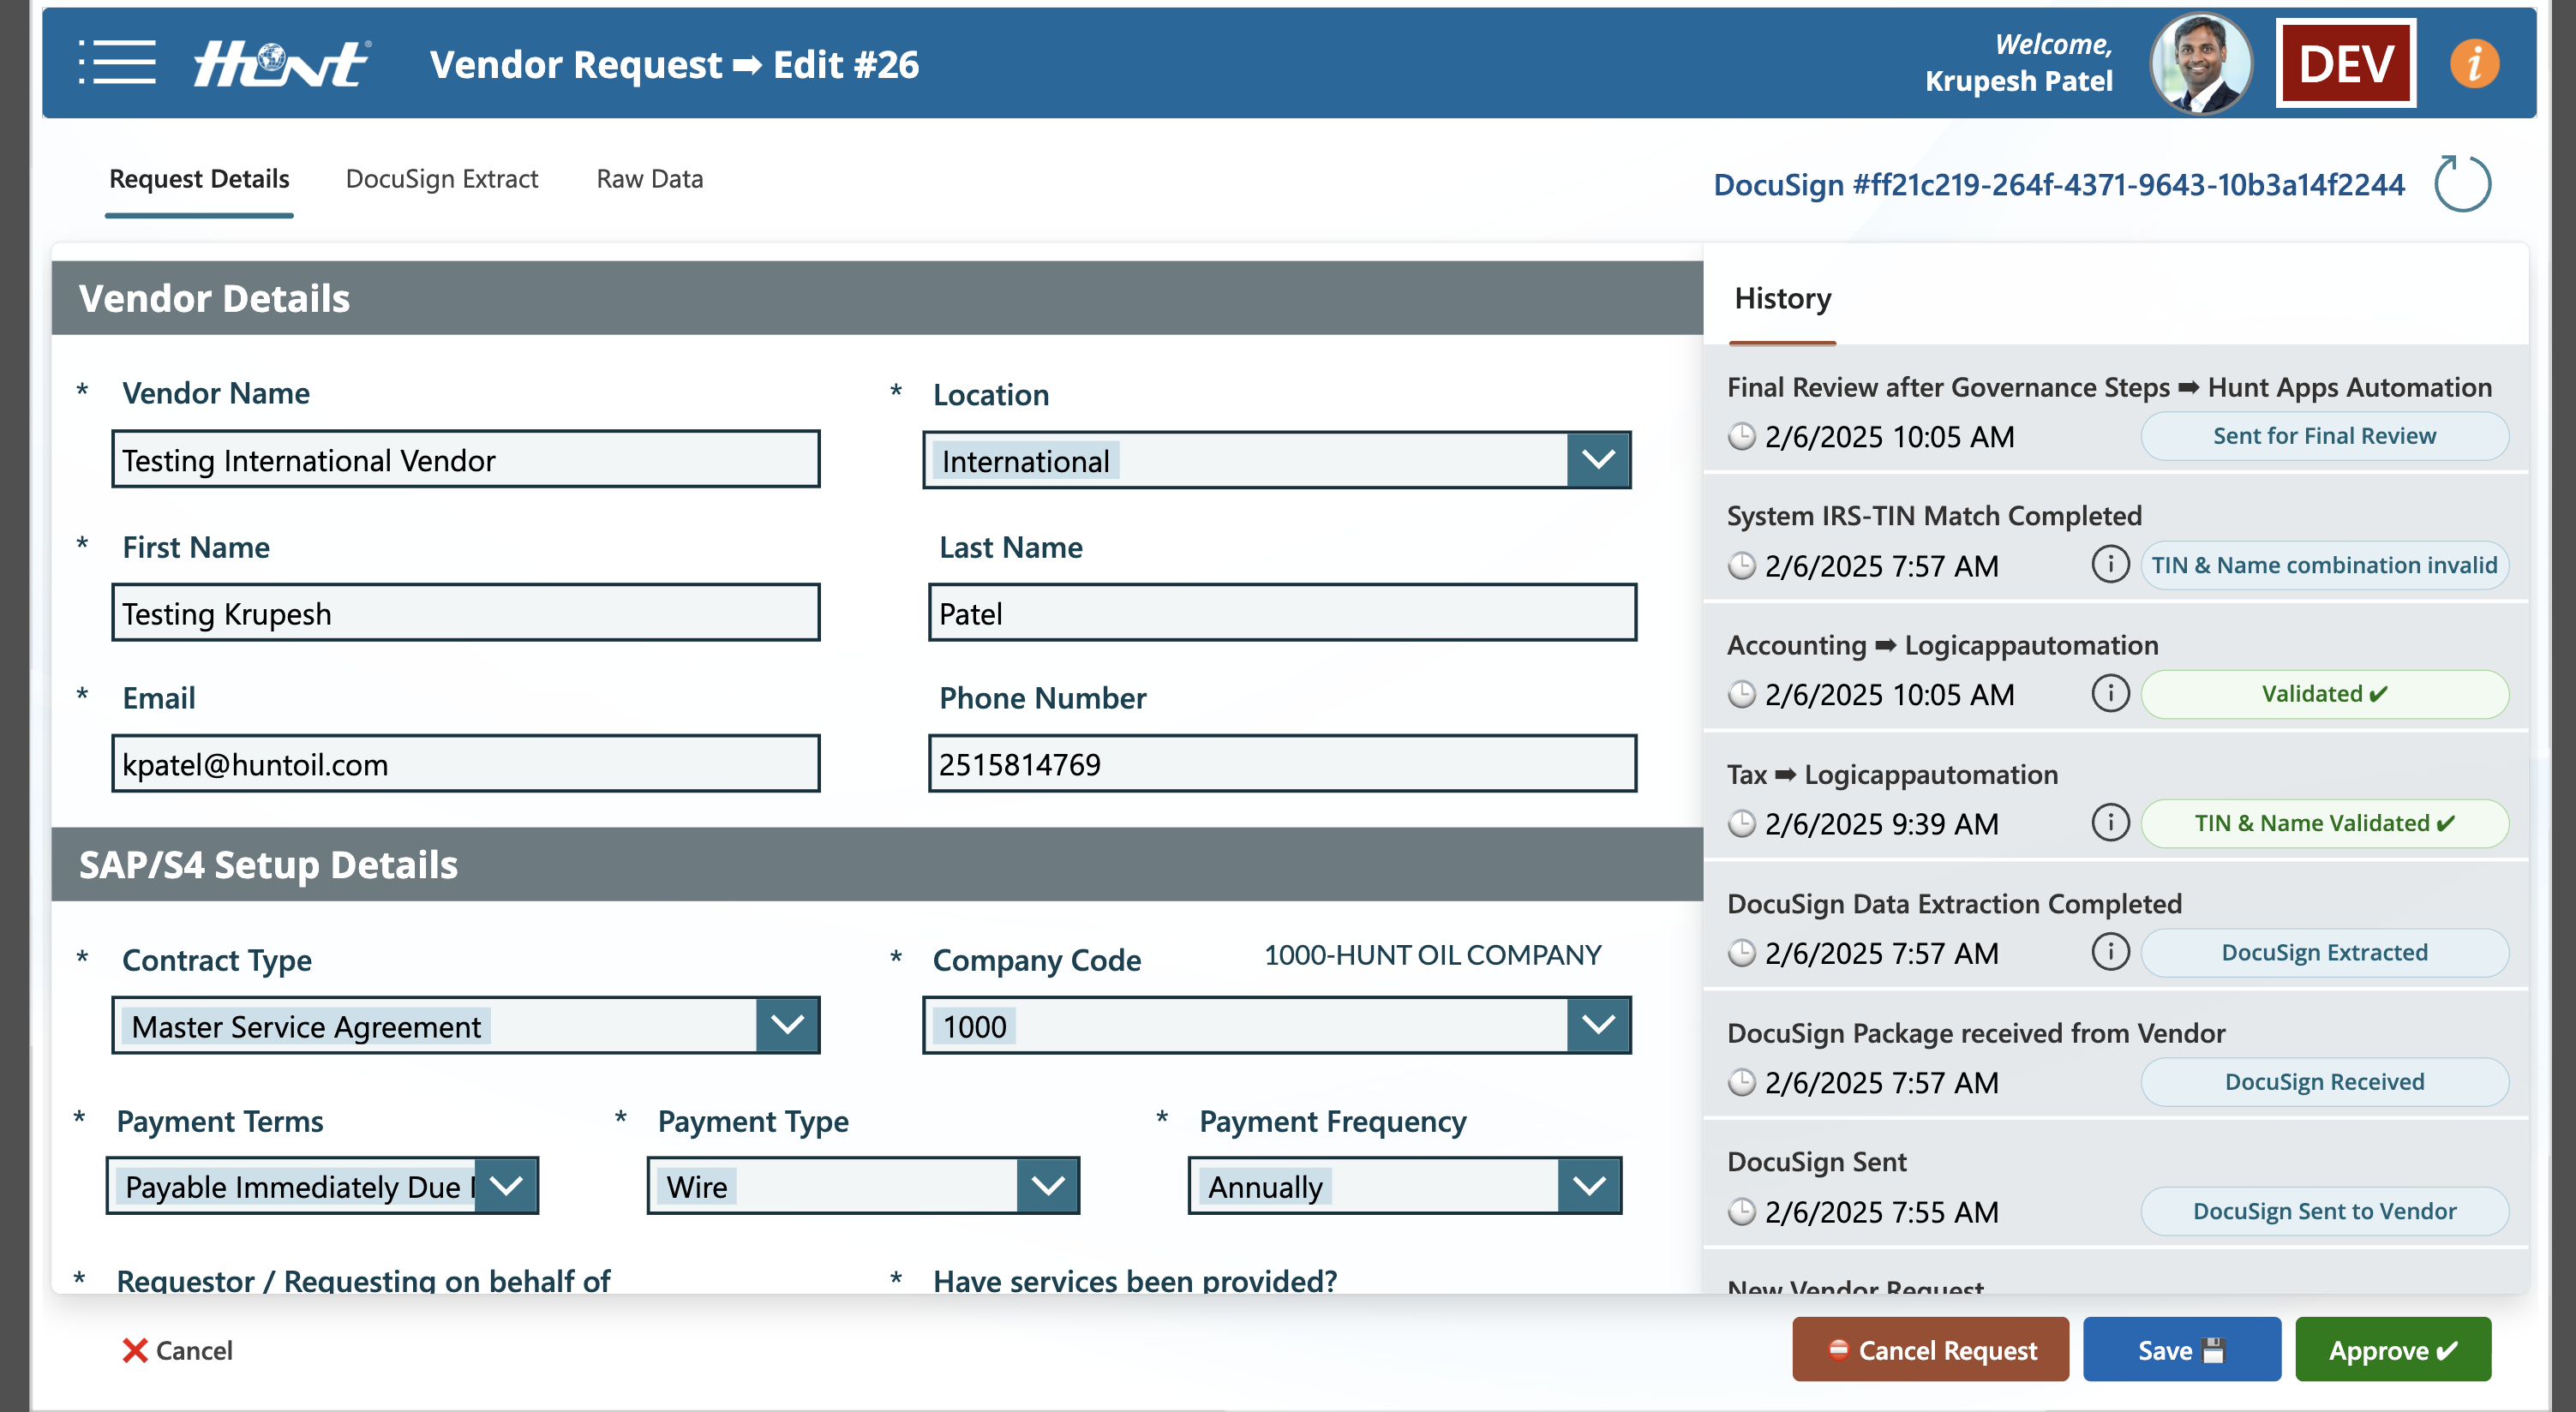 Hunt®
Vendor Request ➡ Edit #26
Welcome,
Krupesh Patel
DEV
i
Request Details
DocuSign Extract
Raw Data
DocuSign #ff21c219-264f-4371-9643-10b3a14f2244
Vendor Details
* Vendor Name
Testing International Vendor
* Location
International
* First Name
Testing Krupesh
Last Name
Patel
* Email
kpatel@huntoil.com
Phone Number
2515814769
SAP/S4 Setup Details
* Contract Type
Master Service Agreement
* Company Code
1000-HUNT OIL COMPANY
1000
* Payment Terms
Payable Immediately Due
* Payment Type
Wire
* Payment Frequency
Annually
* Requestor / Requesting on behalf of
* Have services been provided?
History
Final Review after Governance Steps ➡ Hunt Apps Automation
2/6/2025 10:05 AM
Sent for Final Review
System IRS-TIN Match Completed
2/6/2025 7:57 AM
i
TIN & Name combination invalid
Accounting ➡ Logicappautomation
2/6/2025 10:05 AM
i
Validated ✔
Tax ➡ Logicappautomation
2/6/2025 9:39 AM
i
TIN & Name Validated ✔
DocuSign Data Extraction Completed
2/6/2025 7:57 AM
i
DocuSign Extracted
DocuSign Package received from Vendor
2/6/2025 7:57 AM
DocuSign Received
DocuSign Sent
2/6/2025 7:55 AM
DocuSign Sent to Vendor
New Vendor Request
❌ Cancel
⛔ Cancel Request
Save 💾
Approve ✔